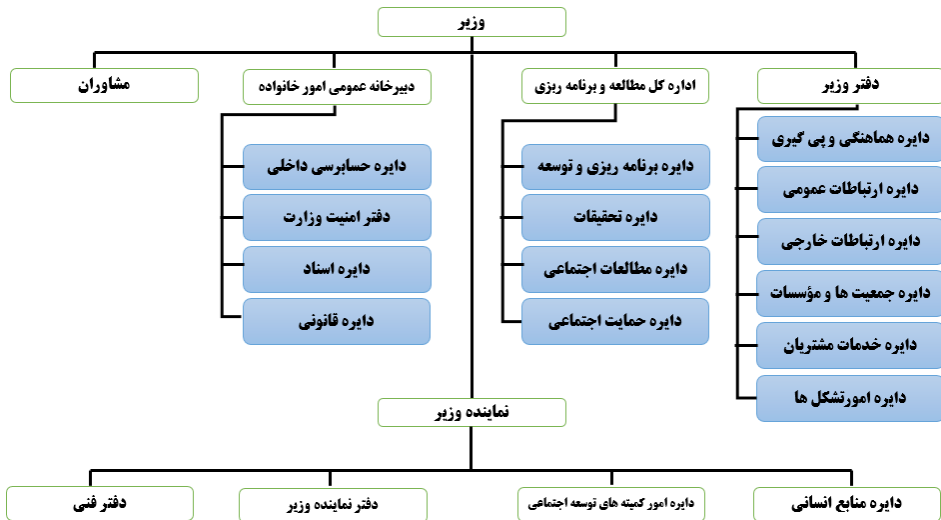 وزیر
دفتر وزیر
اداره کل مطالعه و برنامه ریزی
دبیرخانه عمومی امور خانواده
مشاوران
دایره هماهنگی و پی گیری
دایره ارتباطات عمومی
دایره ارتباطات خارجی
دایره جمعیت ها و مؤسسات
دایره خدمات مشتریان
دایره امورتشکل ها
دایره برنامه ریزی و توسعه
دایره تحقیقات
دایره مطالعات اجتماعی
دایره حمایت اجتماعی
دایره حسابرسی داخلی
دفتر امنیت وزارت
دایره اسناد
دایره قانونی
نماینده وزیر
دایره منابع انسانی
دایره امور کمیته های توسعه اجتماعی
دفتر نماینده وزیر
دفتر فنی